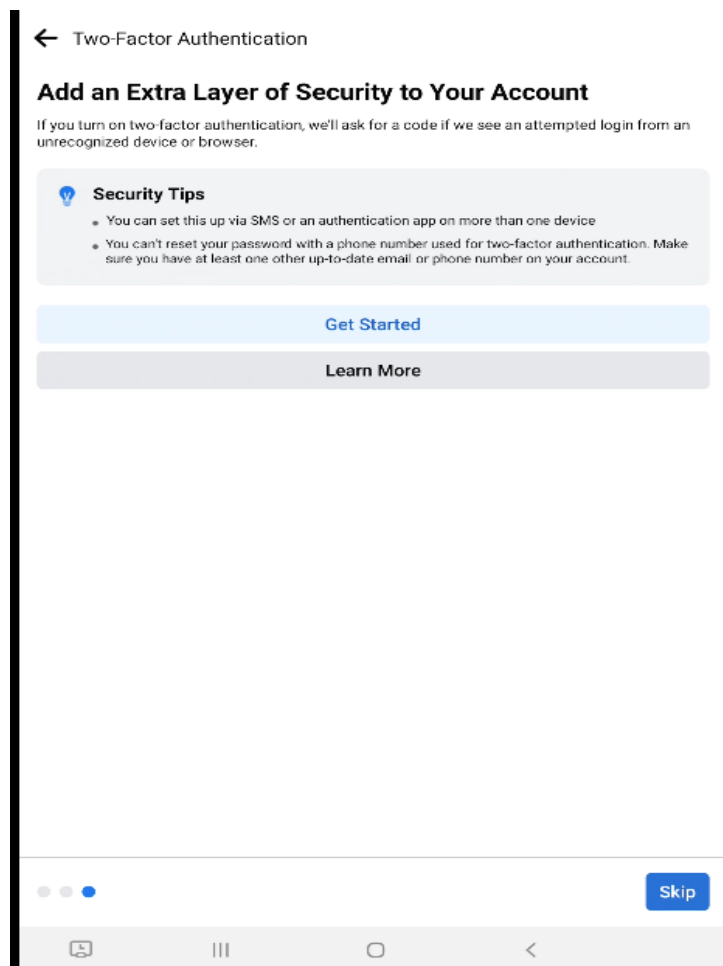 Two-Factor Authentication
Add an Extra Layer of Security to Your Account
If you turn on two-factor authentication, we'll ask for a code if we see an attempted login from an
unrecognized device or browser.
Security Tips
You can set this up via SMS or an authentication app on more than one device
You can't reset your password with a phone number used for two-factor authentication. Make
sure you have at least one other up-to-date email or phone number on your account.
Get Started
Learn More
Skip